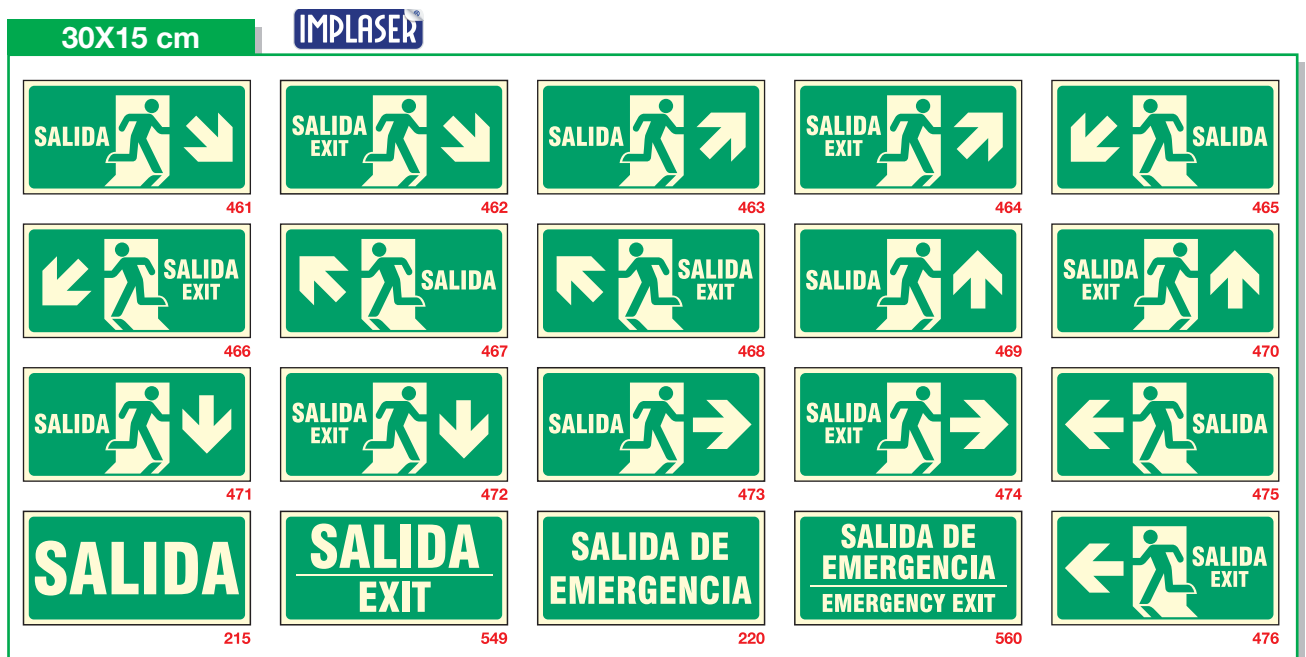 30X15 cm
IMPLASER
SALIDA
461
SALIDA
EXIT
462
SALIDA
463
SALIDA
EXIT
464
SALIDA
465
SALIDA
EXIT
466
SALIDA
467
SALIDA
EXIT
468
SALIDA
469
SALIDA
EXIT
470
SALIDA
471
SALIDA
EXIT
472
SALIDA
473
SALIDA
EXIT
474
SALIDA
475
SALIDA
215
SALIDA
EXIT
549
SALIDA DE
EMERGENCIA
220
SALIDA DE
EMERGENCIA
EMERGENCY EXIT
560
SALIDA
EXIT
476